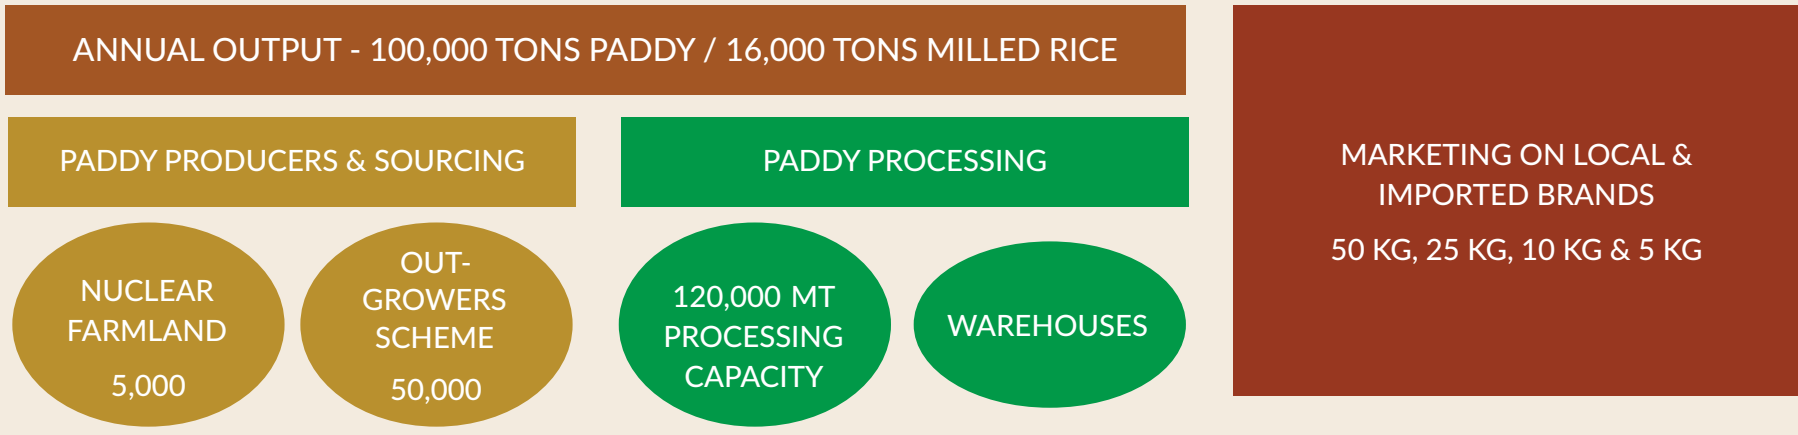 ANNUAL OUTPUT - 100,000 TONS PADDY / 16,000 TONS MILLED RICE
PADDY PRODUCERS & SOURCING
NUCLEAR
FARMLAND
5,000
OUT-
GROWERS
SCHEME
50,000
PADDY PROCESSING
120,000 MT
PROCESSING
CAPACITY
WAREHOUSES
MARKETING ON LOCAL &
IMPORTED BRANDS
50 KG, 25 KG, 10 KG & 5 KG